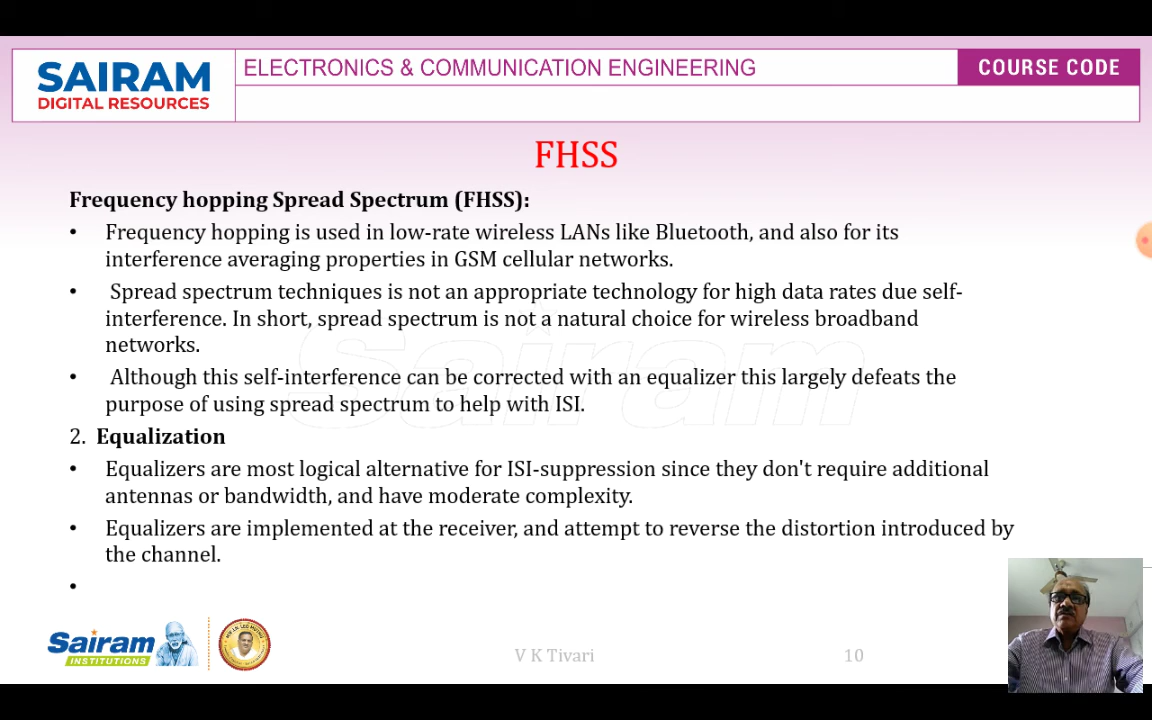 SAIRAM
DIGITAL RESOURCES
ELECTRONICS & COMMUNICATION ENGINEERING
COURSE CODE
FHSS
Frequency hopping Spread Spectrum (FHSS):
• Frequency hopping is used in low-rate wireless LANs like Bluetooth, and also for its
interference averaging properties in GSM cellular networks.
• Spread spectrum techniques is not an appropriate technology for high data rates due self-
interference. In short, spread spectrum is not a natural choice for wireless broadband
networks.
• Although this self-interference can be corrected with an equalizer this largely defeats the
purpose of using spread spectrum to help with ISI.
2. Equalization
• Equalizers are most logical alternative for ISI-suppression since they don't require additional
antennas or bandwidth, and have moderate complexity.
• Equalizers are implemented at the receiver, and attempt to reverse the distortion introduced by
the channel.
•
Sairam
Sairam
INSTITUTIONS
V K Tivari
10